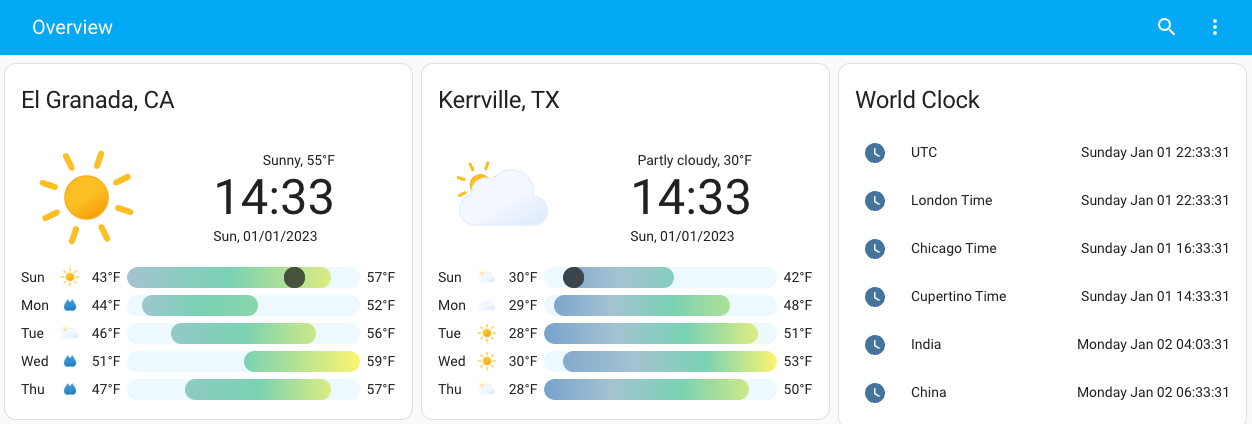 Overview
El Granada, CA
Sunny, 55°F
14:33
Sun, 01/01/2023
Sun 43°F 57°F
Mon 44°F 52°F
Tue 46°F 56°F
Wed 51°F 59°F
Thu 47°F 57°F
Kerrville, TX
Partly cloudy, 30°F
14:33
Sun, 01/01/2023
Sun 30°F 42°F
Mon 29°F 48°F
Tue 28°F 51°F
Wed 30°F 53°F
Thu 28°F 50°F
World Clock
UTC Sunday Jan 01 22:33:31
London Time Sunday Jan 01 22:33:31
Chicago Time Sunday Jan 01 16:33:31
Cupertino Time Sunday Jan 01 14:33:31
India Monday Jan 02 04:03:31
China Monday Jan 02 06:33:31